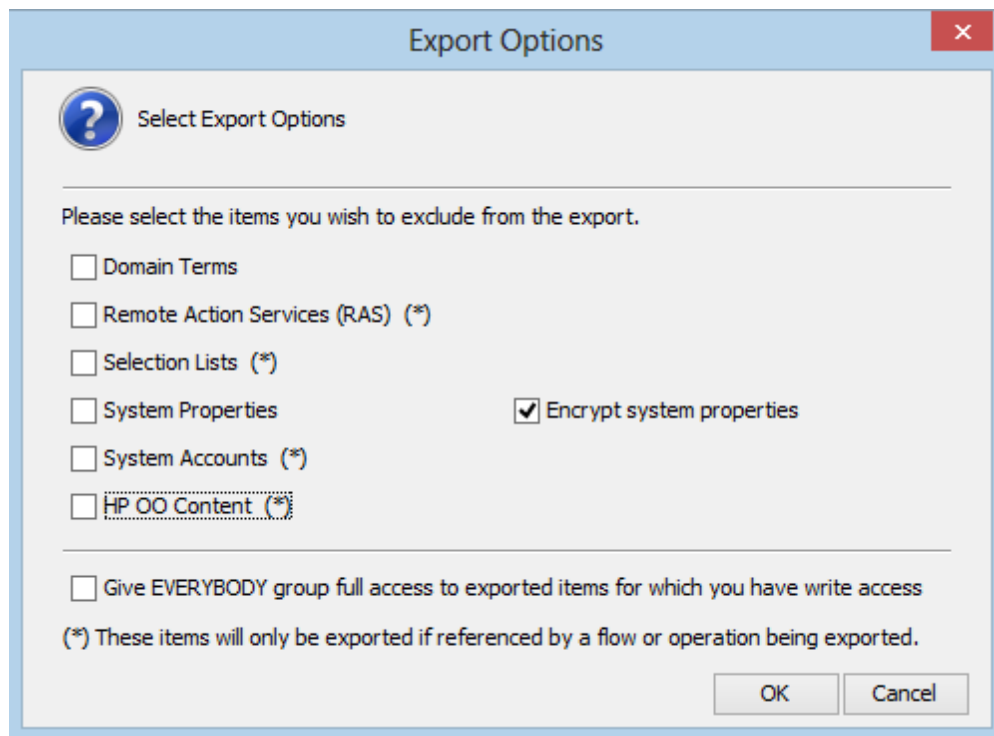 Export Options
Select Export Options
Please select the items you wish to exclude from the export.
Domain Terms
Remote Action Services (RAS) (*)
Selection Lists (*)
System Properties
Encrypt system properties
System Accounts (*)
HP OO Content (*)
Give EVERYBODY group full access to exported items for which you have write access
(*) These items will only be exported if referenced by a flow or operation being exported.
OK
Cancel